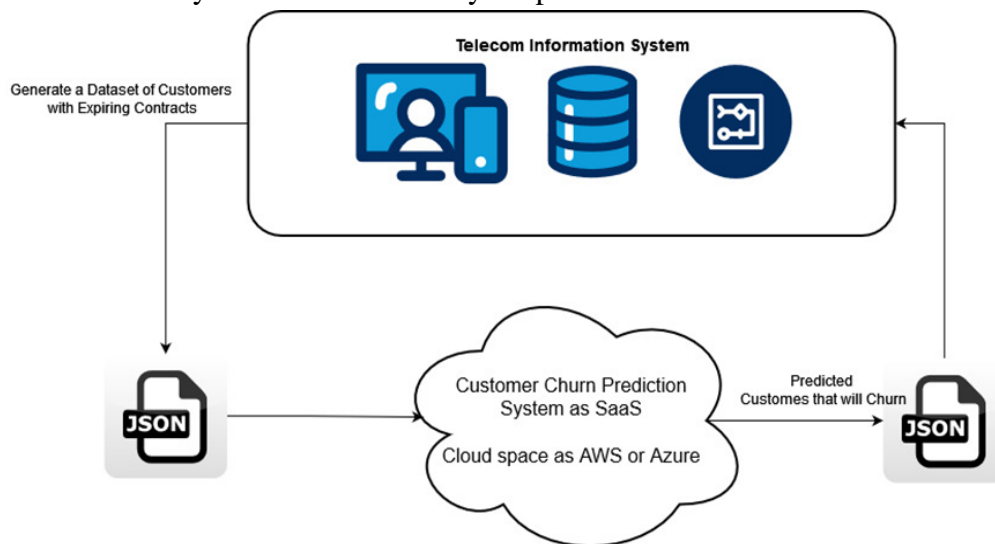 Telecom Information System
Generate a Dataset of Customers
with Expiring Contracts
JSON
Customer Churn Prediction
System as SaaS
Cloud space as AWS or Azure
Predicted
Customes that will Churn
JSON